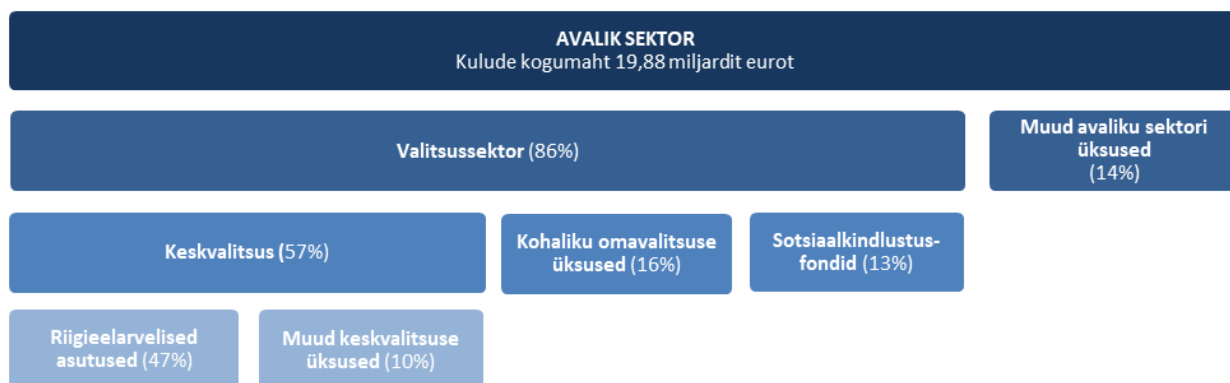 AVALIK SEKTOR
Kulude kogumaht 19,88 miljardit eurot
Valitsussektor (86%)
Muud avaliku sektori
üksused
(14%)
Keskvalitsus (57%)
Kohaliku omavalitsuse
üksused (16%)
Sotsiaalkindlustus-
fondid (13%)
Riigieelarvelised
asutused (47%)
Muud keskvalitsuse
üksused (10%)